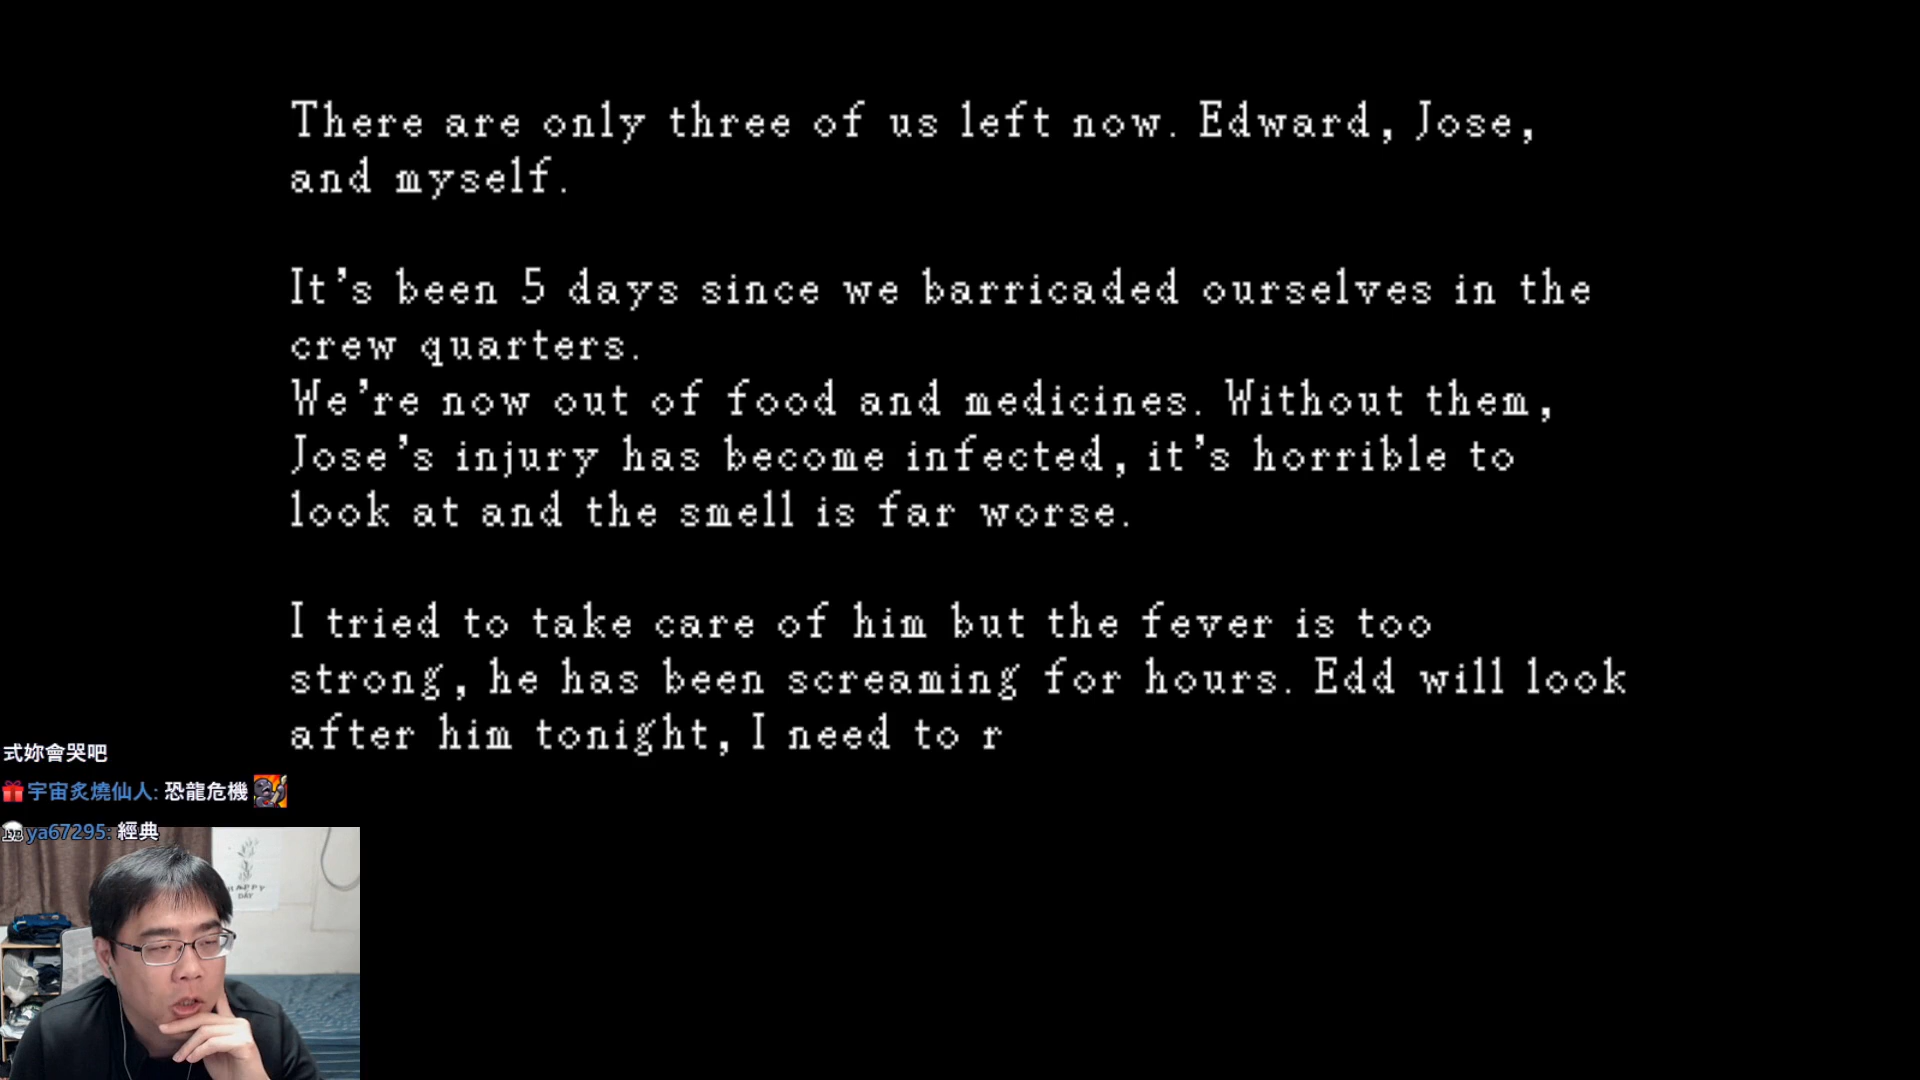 There are only three of us left now. Edward, Jose,
and myself.
It's been 5 days since we barricaded ourselves in the
crew quarters.
We're now out of food and medicines. Without them,
Jose's injury has become infected, it's horrible to
look at and the smell is far worse.
I tried to take care of him but the fever is too
strong, he has been screaming for hours. Edd will look
after him tonight, I need to r
式妳會哭吧
宇宙炙燒仙人: 恐龍危機
ya67295: 經典
HAPPY
DAY